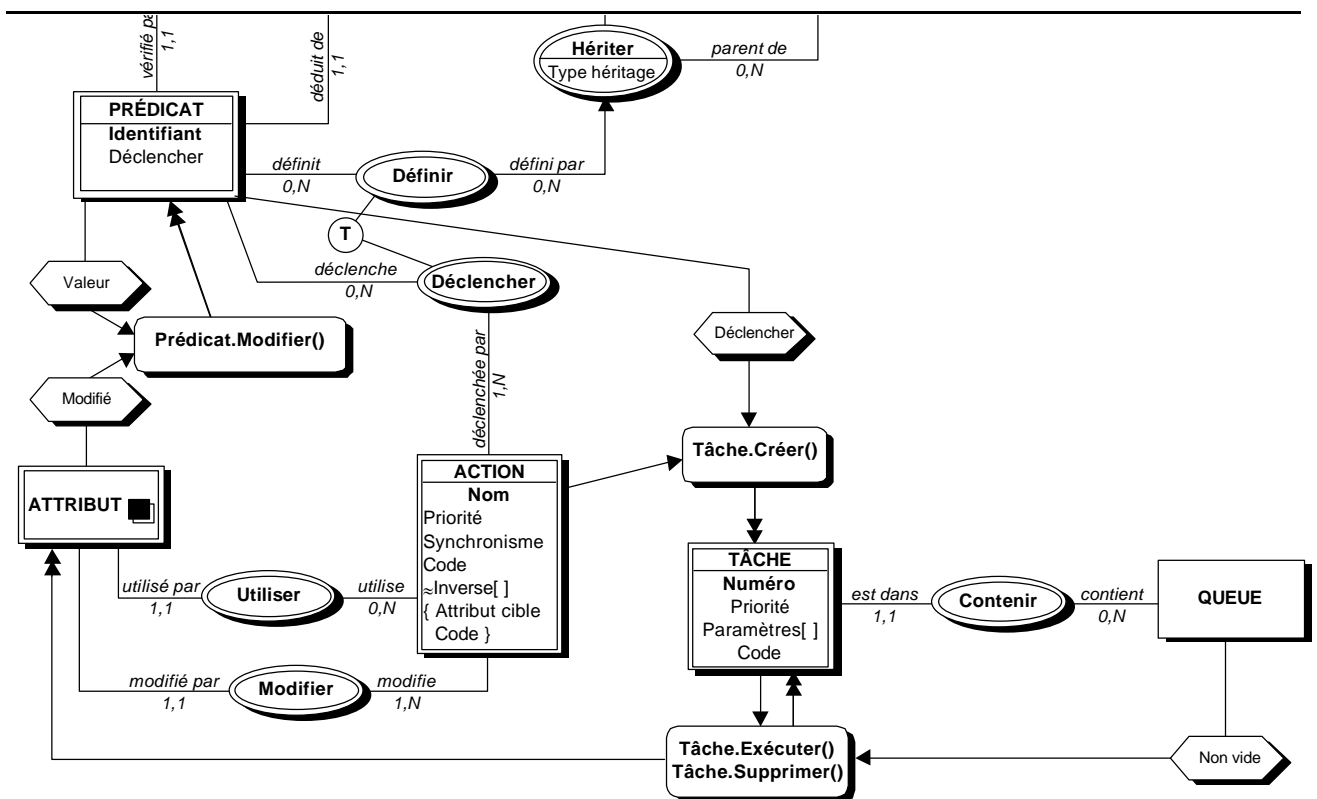 vérifié pa
1,1
déduit de
1,1
Hériter
Type héritage
parent de
0,N
PRÉDICAT
Identifiant
Déclencher
définit
0,N
Définir
défini par
0,N
T
déclenche
0,N
Déclencher
Valeur
Prédicat.Modifier()
Déclencher
Modifié
déclenchée par
1,N
Tâche.Créer()
ATTRIBUT
ACTION
Nom
Priorité
Synchronisme
Code
≈Inverse[ ]
{ Attribut cible
Code }
TÂCHE
Numéro
Priorité
Paramètres[ ]
Code
est dans
1,1
Contenir
contient
0,N
QUEUE
utilisé par
1,1
Utiliser
utilise
0,N
modifié par
1,1
Modifier
modifie
1,N
Tâche.Exécuter()
Tâche.Supprimer()
Non vide